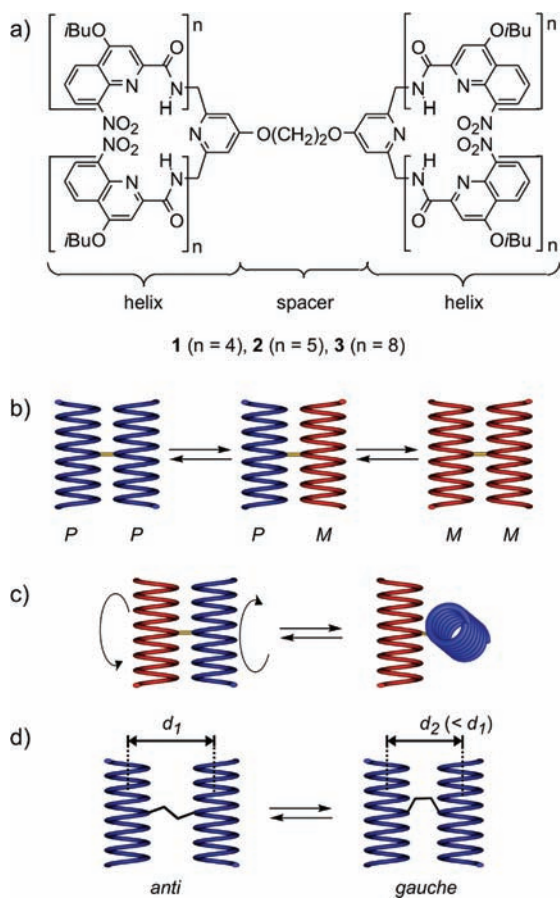 a)
iBuO O n
N N
H
NO2
O2N
N N
H
iBuO O n
N O(CH2)2O N
n O OiBu
N N
H
NO2
O2N
N N
H
O OiBu n
helix spacer helix
1 (n = 4), 2 (n = 5), 3 (n = 8)
b)
P P P M M M
c)
d) d1 d2 (< d1)
anti gauche